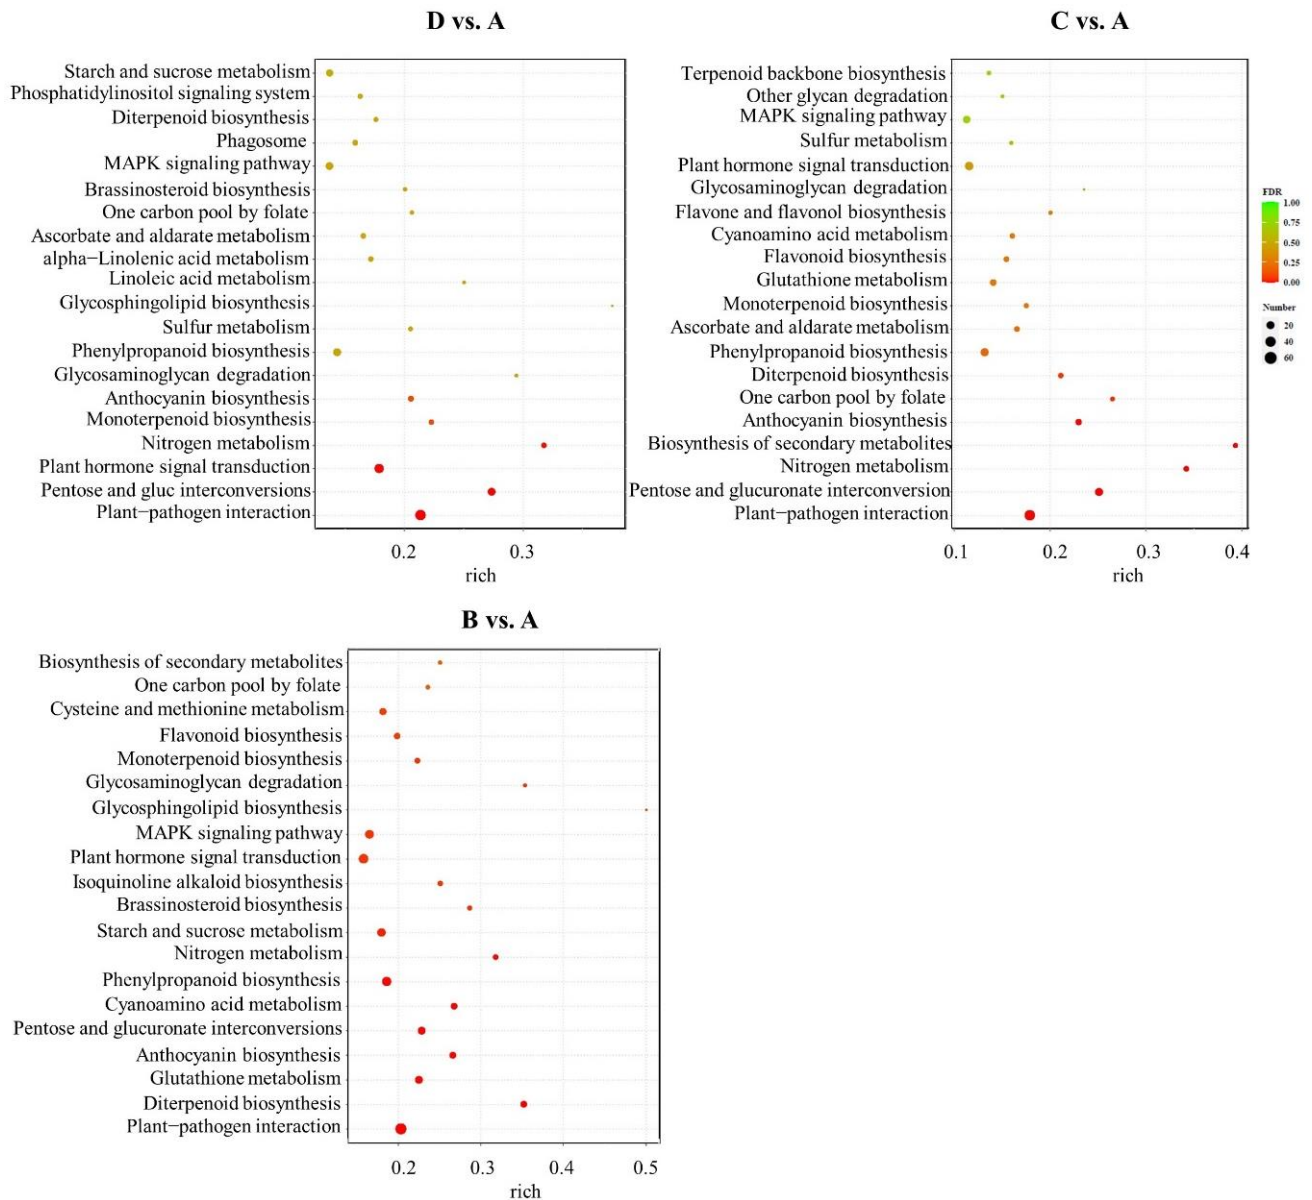 D vs. A
Starch and sucrose metabolism
Phosphatidylinositol signaling system
Diterpenoid biosynthesis
Phagosome
MAPK signaling pathway
Brassinosteroid biosynthesis
One carbon pool by folate
Ascorbate and aldarate metabolism
alpha−Linolenic acid metabolism
Linoleic acid metabolism
Glycosphingolipid biosynthesis
Sulfur metabolism
Phenylpropanoid biosynthesis
Glycosaminoglycan degradation
Anthocyanin biosynthesis
Monoterpenoid biosynthesis
Nitrogen metabolism
Plant hormone signal transduction
Pentose and gluc interconversions
Plant−pathogen interaction
0.2 0.3
rich
C vs. A
Terpenoid backbone biosynthesis
Other glycan degradation
MAPK signaling pathway
Sulfur metabolism
Plant hormone signal transduction
Glycosaminoglycan degradation
Flavone and flavonol biosynthesis
Cyanoamino acid metabolism
Flavonoid biosynthesis
Glutathione metabolism
Monoterpenoid biosynthesis
Ascorbate and aldarate metabolism
Phenylpropanoid biosynthesis
Diterpenoid biosynthesis
One carbon pool by folate
Anthocyanin biosynthesis
Biosynthesis of secondary metabolites
Nitrogen metabolism
Pentose and glucuronate interconversion
Plant−pathogen interaction
0.1 0.2 0.3 0.4
rich
FDR
1.00
0.75
0.50
0.25
0.00
Number
20
40
60
B vs. A
Biosynthesis of secondary metabolites
One carbon pool by folate
Cysteine and methionine metabolism
Flavonoid biosynthesis
Monoterpenoid biosynthesis
Glycosaminoglycan degradation
Glycosphingolipid biosynthesis
MAPK signaling pathway
Plant hormone signal transduction
Isoquinoline alkaloid biosynthesis
Brassinosteroid biosynthesis
Starch and sucrose metabolism
Nitrogen metabolism
Phenylpropanoid biosynthesis
Cyanoamino acid metabolism
Pentose and glucuronate interconversions
Anthocyanin biosynthesis
Glutathione metabolism
Diterpenoid biosynthesis
Plant−pathogen interaction
0.2 0.3 0.4 0.5
rich